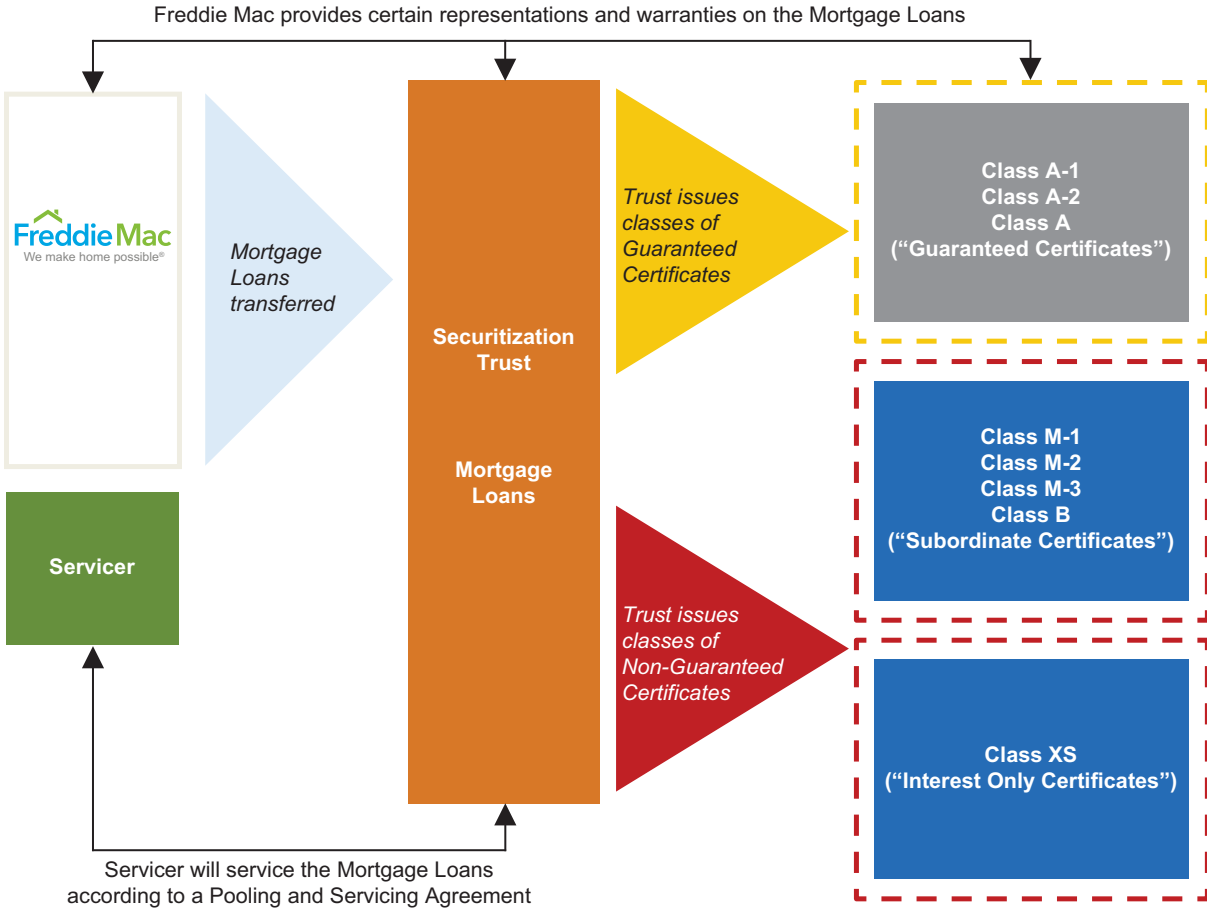 Freddie Mac provides certain representations and warranties on the Mortgage Loans
FreddieMac
We make home possible®
Mortgage
Loans
transferred
Servicer
Securitization
Trust
Mortgage
Loans
Trust issues
classes of
Guaranteed
Certificates
Trust issues
classes of
Non-Guaranteed
Certificates
Class A-1
Class A-2
Class A
(“Guaranteed Certificates”)
Class M-1
Class M-2
Class M-3
Class B
(“Subordinate Certificates”)
Class XS
(“Interest Only Certificates”)
Servicer will service the Mortgage Loans
according to a Pooling and Servicing Agreement